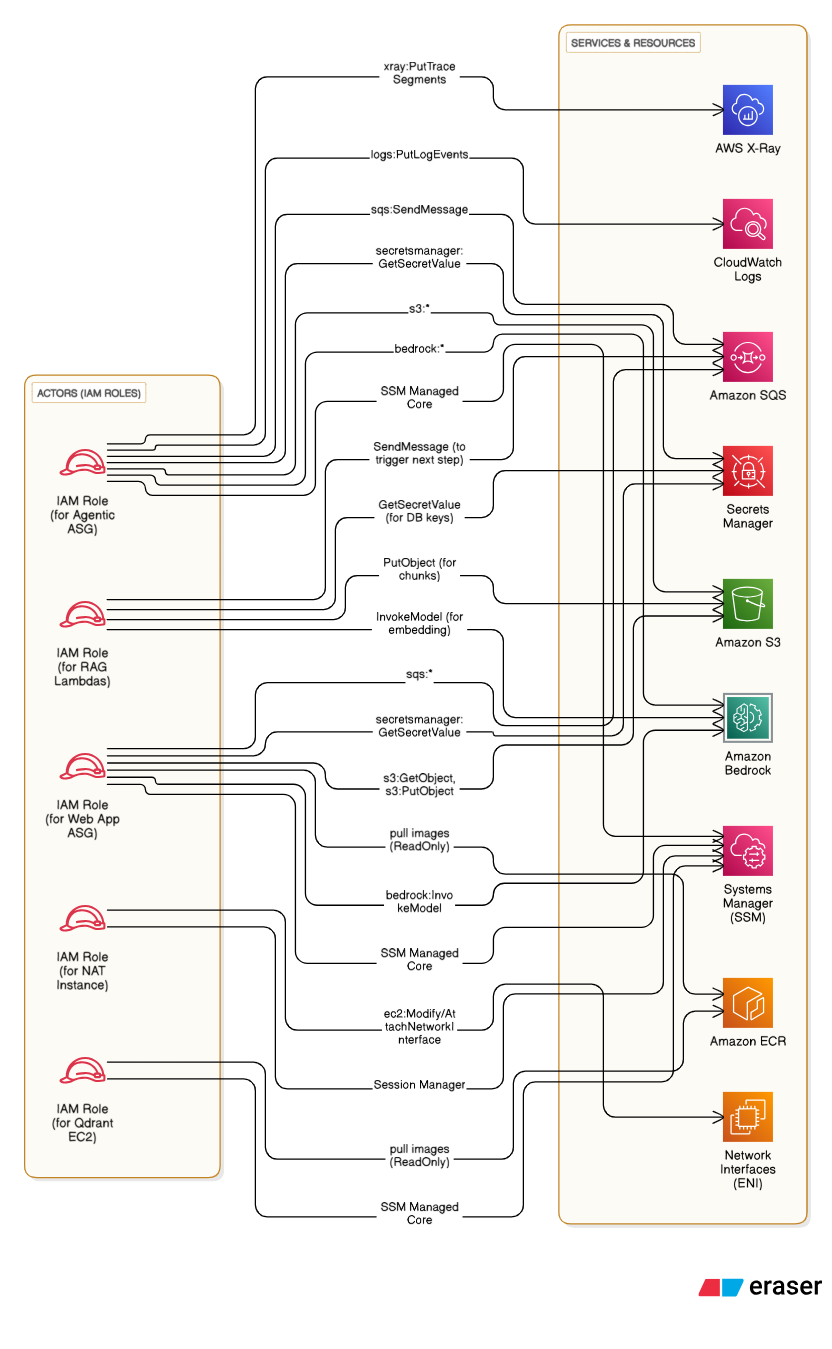 SERVICES & RESOURCES
xray:PutTrace
Segments
AWS X-Ray
logs:PutLogEvents
sqs:SendMessage
secretsmanager:
GetSecretValue
CloudWatch
Logs
s3:*
bedrock:*
ACTORS (IAM ROLES)
SSM Managed
Core
Amazon SQS
SendMessage (to
trigger next step)
IAM Role
(for Agentic
ASG)
GetSecretValue
(for DB keys)
Secrets
Manager
PutObject (for
chunks)
InvokeModel (for
embedding)
IAM Role
(for RAG
Lambdas)
Amazon S3
sqs:*
secretsmanager:
GetSecretValue
Amazon
Bedrock
s3:GetObject,
s3:PutObject
IAM Role
(for Web App
ASG)
pull images
(ReadOnly)
bedrock:Invo
keModel
Systems
Manager
(SSM)
SSM Managed
Core
IAM Role
(for NAT
Instance)
ec2:Modify/At
tachNetworkI
nterface
Amazon ECR
Session Manager
IAM Role
(for Qdrant
EC2)
pull images
(ReadOnly)
Network
Interfaces
(ENI)
SSM Managed
Core
eraser